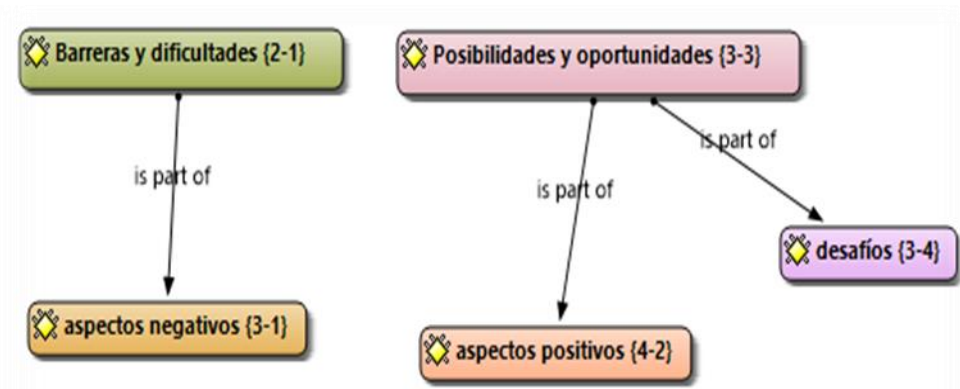 Barreras y dificultades {2-1}
Posibilidades y oportunidades {3-3}
is part of
is part of
is part of
desafíos {3-4}
aspectos negativos {3-1}
aspectos positivos {4-2}